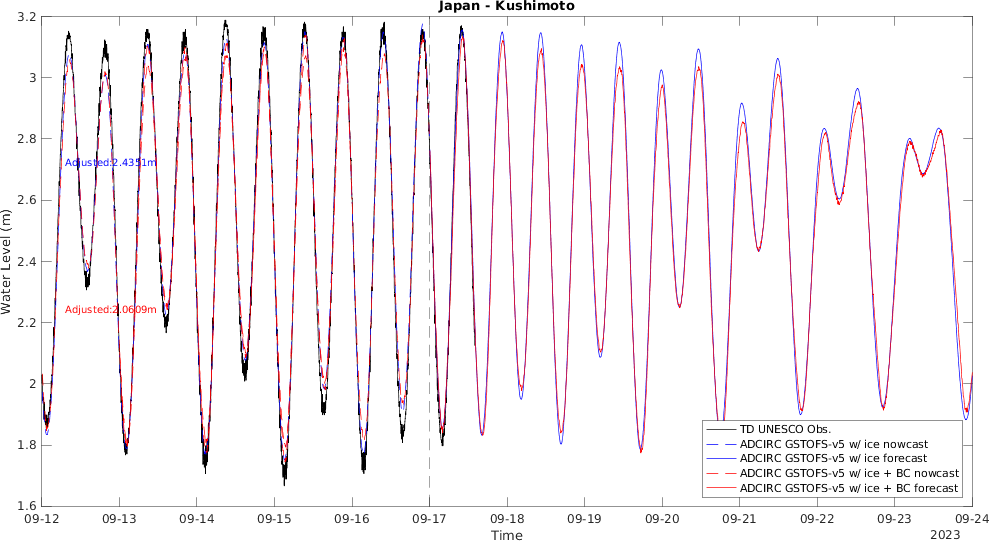 Japan - Kushimoto
3.2
3
2.8
2.6
2.4
2.2
2
1.8
1.6
Water Level (m)
Adjusted:2.4351m
Adjusted:2.0609m
TD UNESCO Obs.
ADCIRC GSTOFS-v5 w/ ice nowcast
ADCIRC GSTOFS-v5 w/ ice forecast
ADCIRC GSTOFS-v5 w/ ice + BC nowcast
ADCIRC GSTOFS-v5 w/ ice + BC forecast
09-12 09-13 09-14 09-15 09-16 09-17 09-18 09-19 09-20 09-21 09-22 09-23 09-24
Time
2023